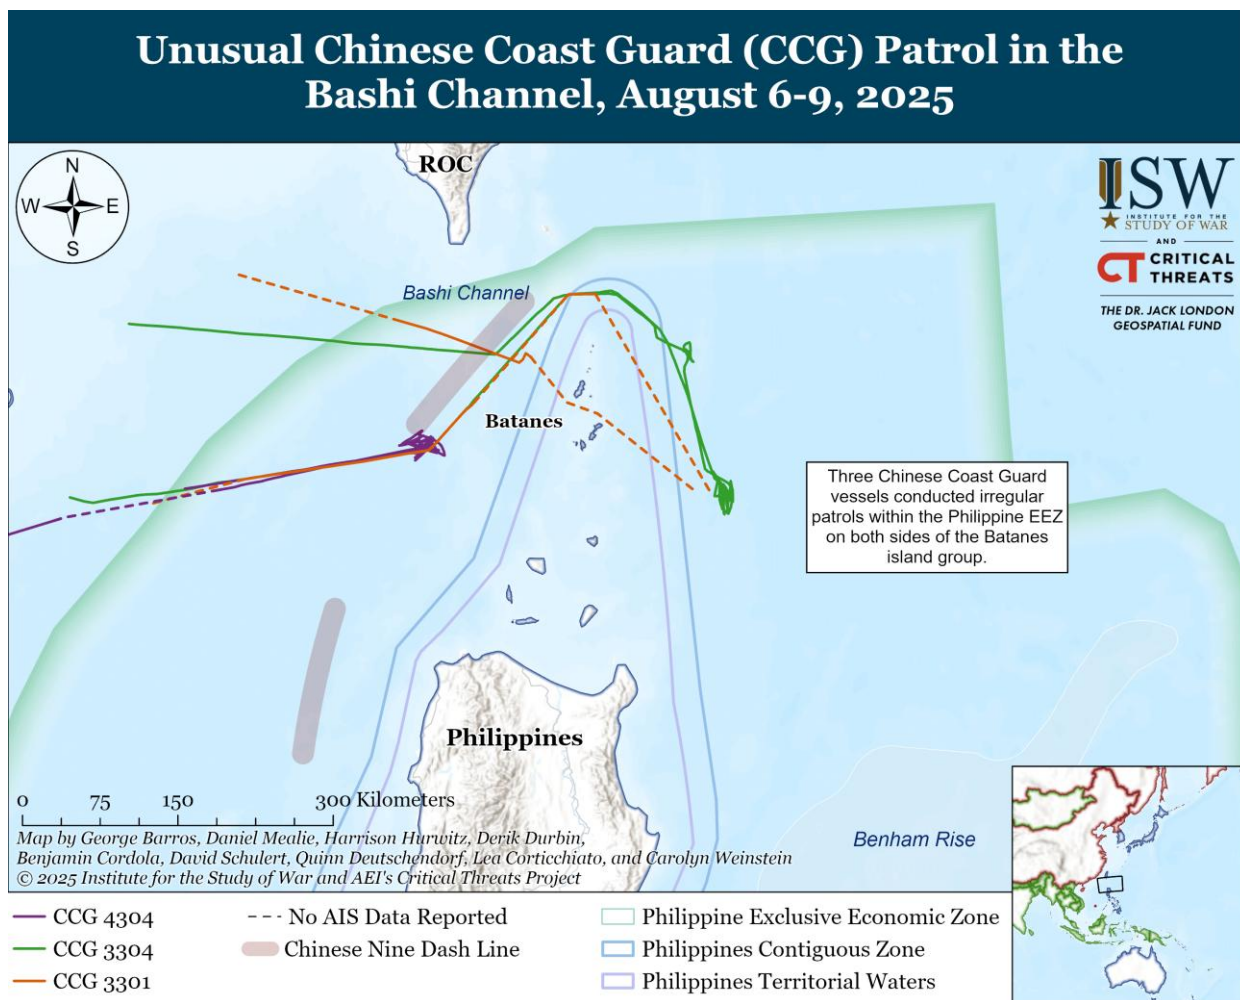 Unusual Chinese Coast Guard (CCG) Patrol in the
Bashi Channel, August 6-9, 2025
N
W
E
S
ROC
ISW
INSTITUTE FOR THE
STUDY OF WAR
AND
CT CRITICAL
THREATS
THE DR. JACK LONDON
GEOSPATIAL FUND
Bashi Channel
Batanes
Three Chinese Coast Guard
vessels conducted irregular
patrols within the Philippine EEZ
on both sides of the Batanes
island group.
Philippines
Benham Rise
0 75 150 300 Kilometers
Map by George Barros, Daniel Mealie, Harrison Hurwitz, Derik Durbin,
Benjamin Cordola, David Schulert, Quinn Deutschendorf, Lea Corticchiato, and Carolyn Weinstein
© 2025 Institute for the Study of War and AEI's Critical Threats Project
CCG 4304
CCG 3304
CCG 3301
No AIS Data Reported
Chinese Nine Dash Line
Philippine Exclusive Economic Zone
Philippines Contiguous Zone
Philippines Territorial Waters